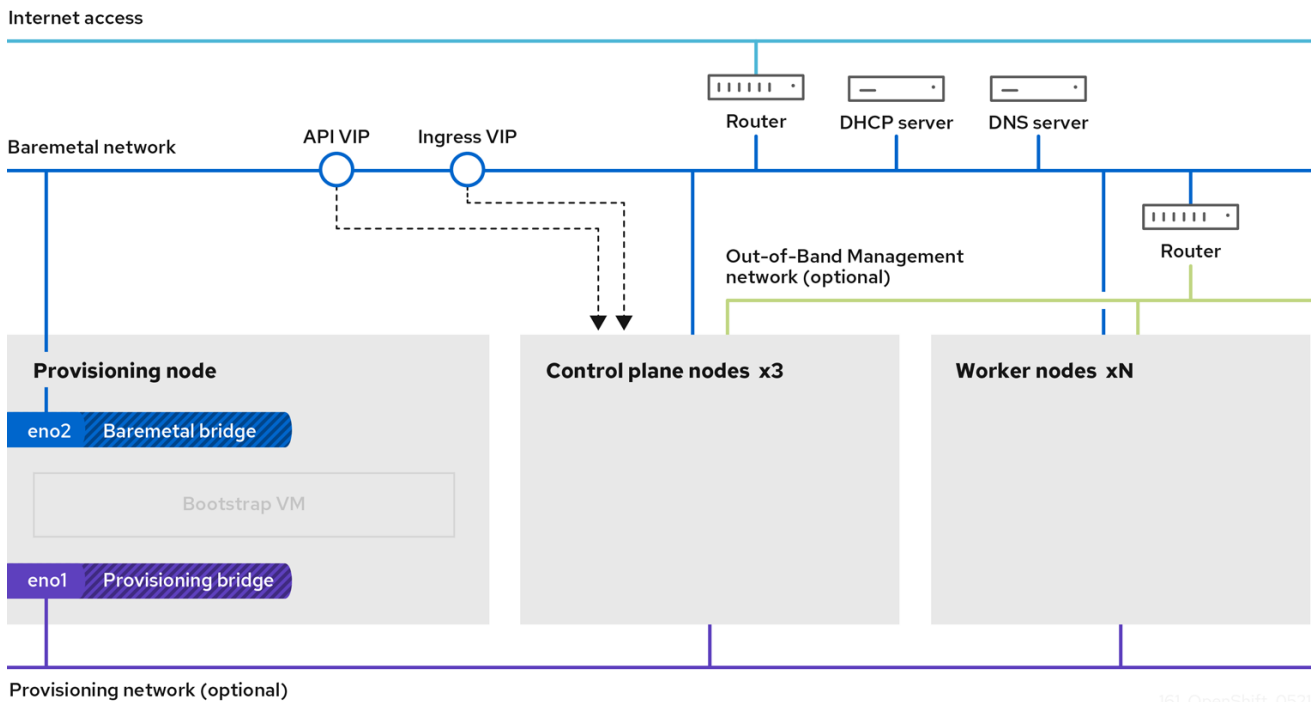 Internet access
Router
DHCP server
DNS server
API VIP
Ingress VIP
Baremetal network
Router
Out-of-Band Management
network (optional)
Provisioning node
Control plane nodes x3
Worker nodes xN
eno2
Baremetal bridge
Bootstrap VM
eno1
Provisioning bridge
Provisioning network (optional)
161_OpenShift_0521